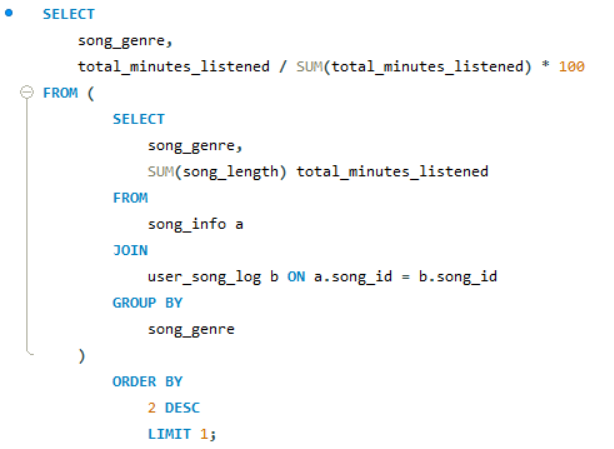 SELECT
song_genre,
total_minutes_listened / SUM(total_minutes_listened) * 100
FROM (
SELECT
song_genre,
SUM(song_length) total_minutes_listened
FROM
song_info a
JOIN
user_song_log b ON a.song_id = b.song_id
GROUP BY
song_genre
)
ORDER BY
2 DESC
LIMIT 1;